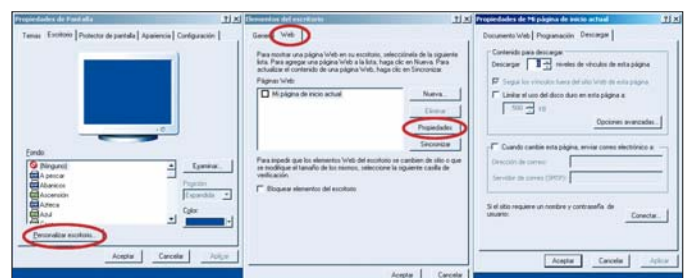 Propiedades de Pantalla
Temas Escritorio Protector de pantalla Apariencia Configuración
Fondo:
(Ninguno)
A pescar
Abanicos
Ascensión
Azteca
Azul
Examinar...
Posición:
Expandida
Color:
Personalizar escritorio...
Aceptar Cancelar Aplicar
Elementos del escritorio
General Web
Para mostrar una página Web en su escritorio, selecciónela de la siguiente
lista. Para agregar una página Web a la lista, haga clic en Nueva. Para
actualizar el contenido de una página Web, haga clic en Sincronizar.
Páginas Web:
Mi página de inicio actual
Nueva...
Eliminar
Propiedades
Sincronizar
Para impedir que los elementos Web del escritorio se cambien de sitio o que
se modifique el tamaño de los mismos, seleccione la siguiente casilla de
verificación.
Bloquear elementos del escritorio
Aceptar Cancelar
Propiedades de Mi página de inicio actual
Documento Web Programación Descargar
Contenido para descargar
Descargar 1 niveles de vínculos de esta página
Seguir los vínculos fuera del sitio Web de esta página
Limitar el uso del disco duro en esta página a:
500 KB
Opciones avanzadas...
Cuando cambie esta página, enviar correo electrónico a:
Dirección de correo:
Servidor de correo (SMTP):
Si el sitio requiere un nombre y contraseña de
usuario:
Conectar...
Aceptar Cancelar Aplicar